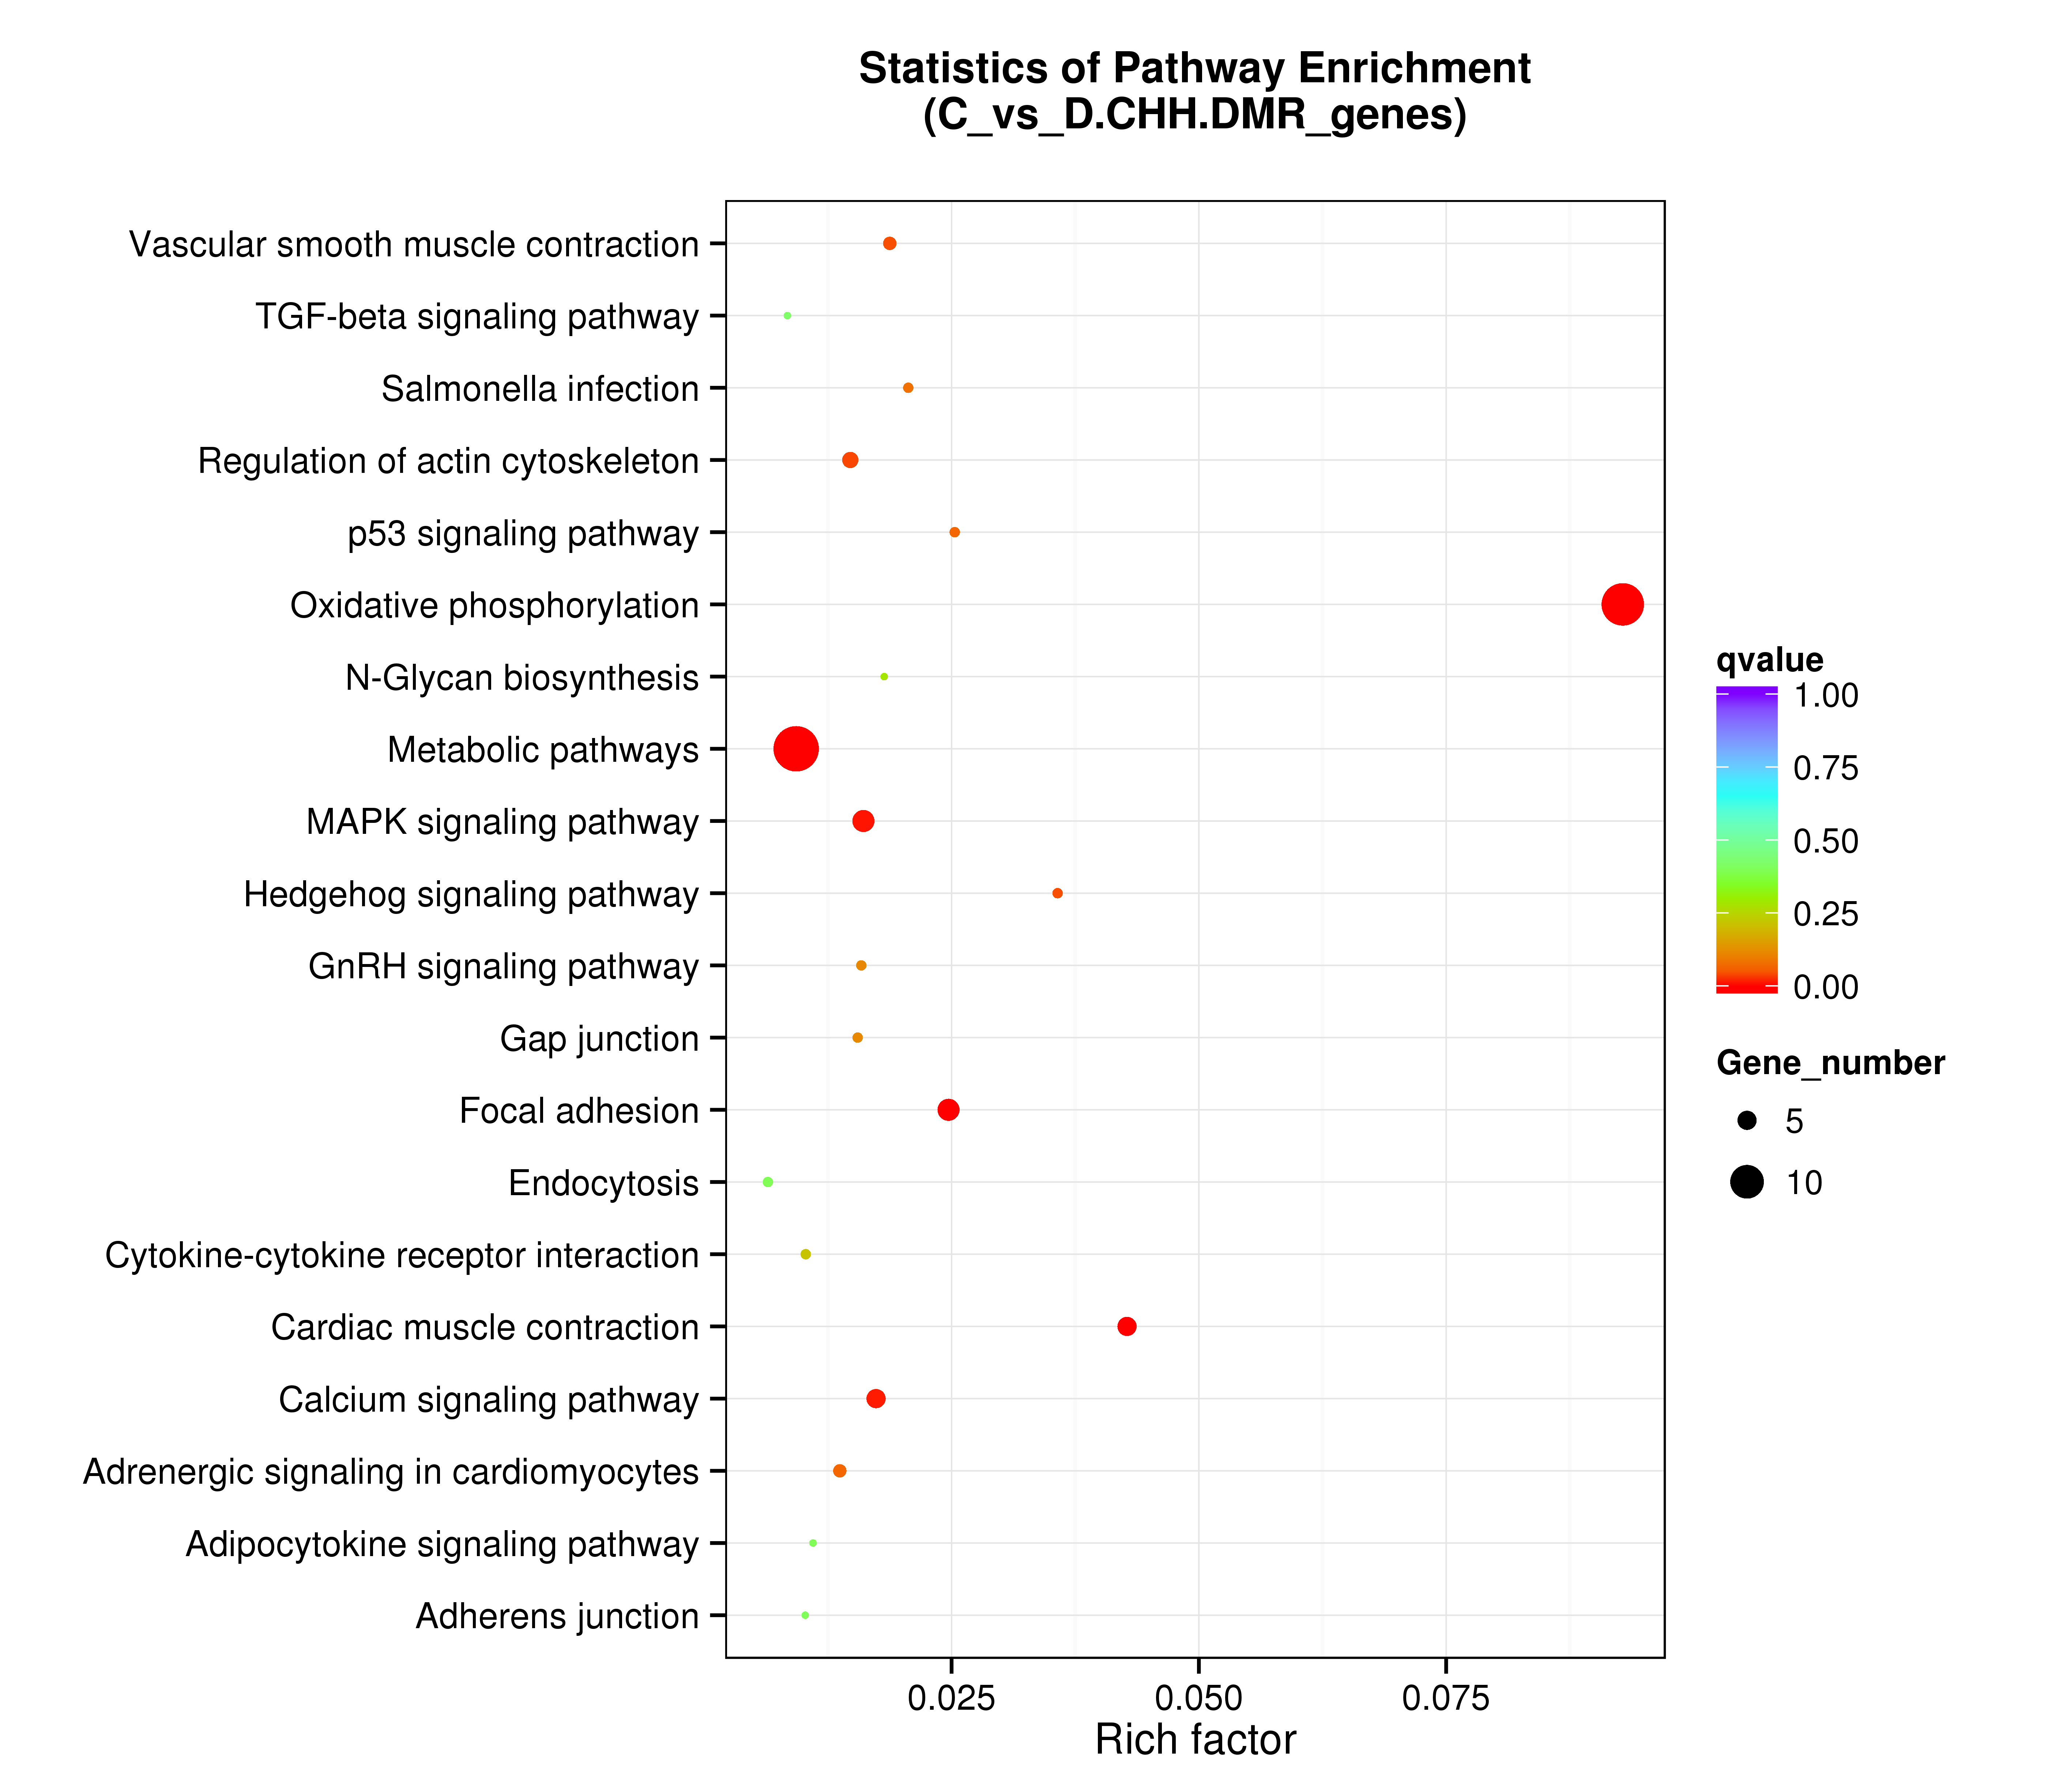 Statistics of Pathway Enrichment
(C_vs_D.CHH.DMR_genes)
Vascular smooth muscle contraction
TGF-beta signaling pathway
Salmonella infection
Regulation of actin cytoskeleton
p53 signaling pathway
Oxidative phosphorylation
N-Glycan biosynthesis
Metabolic pathways
MAPK signaling pathway
Hedgehog signaling pathway
GnRH signaling pathway
Gap junction
Focal adhesion
Endocytosis
Cytokine-cytokine receptor interaction
Cardiac muscle contraction
Calcium signaling pathway
Adrenergic signaling in cardiomyocytes
Adipocytokine signaling pathway
Adherens junction
0.025 0.050 0.075
Rich factor
qvalue
1.00
0.75
0.50
0.25
0.00
Gene_number
5
10